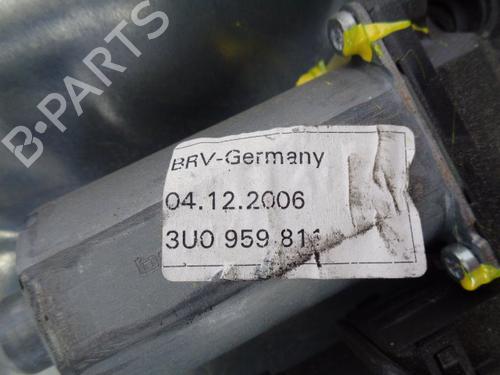 B-PARTS
BRV-Germany
04.12.2006
3U0 959 811